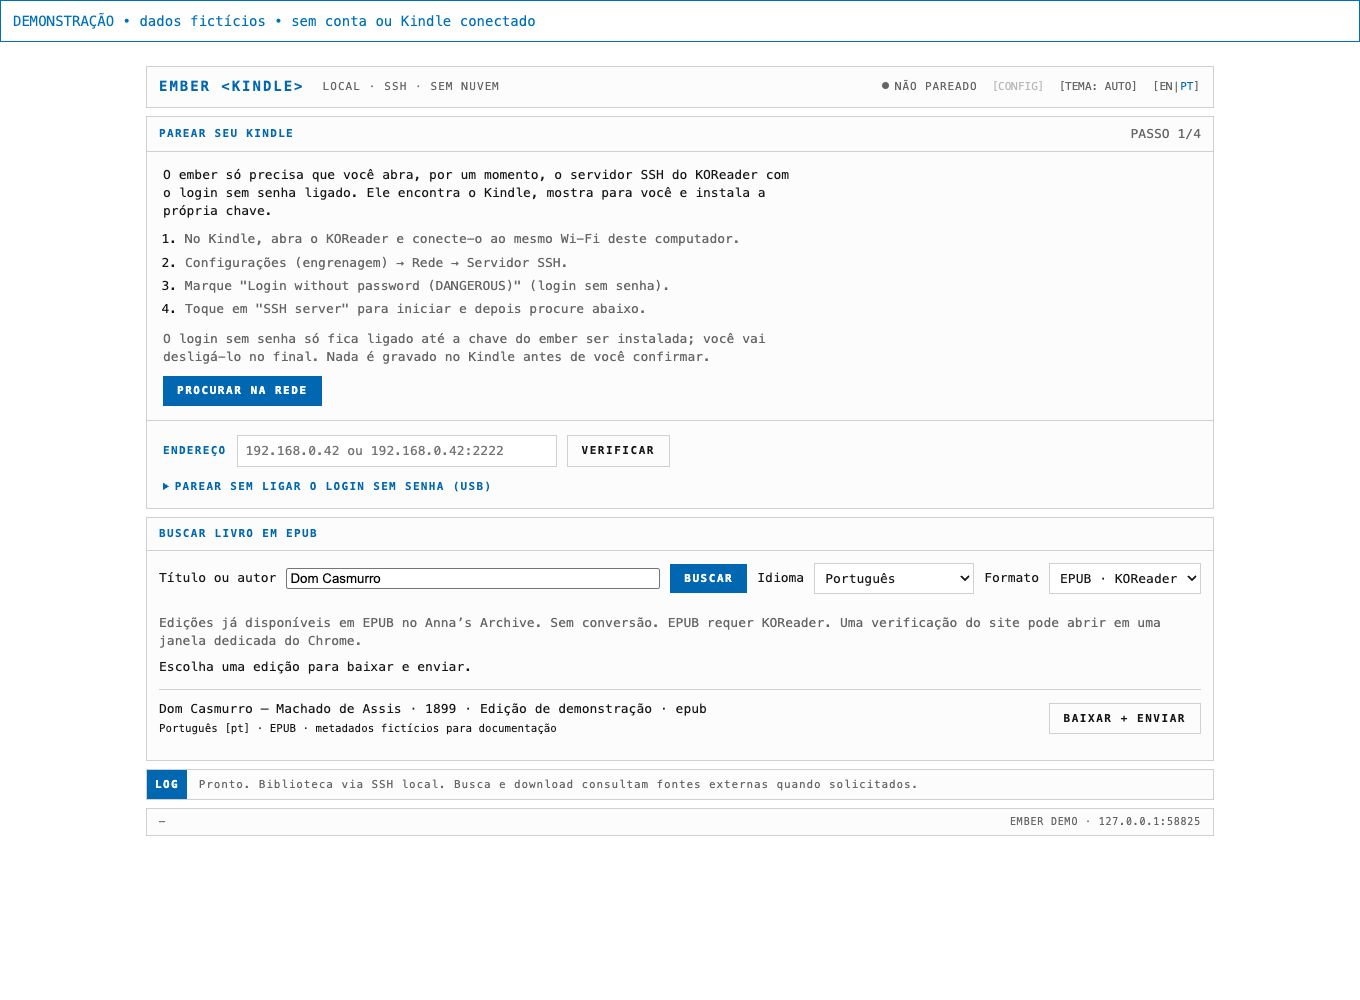 DEMONSTRAÇÃO • dados fictícios • sem conta ou Kindle conectado
EMBER <KINDLE> LOCAL · SSH · SEM NUVEM ● NÃO PAREADO [CONFIG] [TEMA: AUTO] [EN|PT]
PAREAR SEU KINDLE PASSO 1/4
O ember só precisa que você abra, por um momento, o servidor SSH do KOReader com
o login sem senha ligado. Ele encontra o Kindle, mostra para você e instala a
própria chave.
1. No Kindle, abra o KOReader e conecte-o ao mesmo Wi-Fi deste computador.
2. Configurações (engrenagem) → Rede → Servidor SSH.
3. Marque "Login without password (DANGEROUS)" (login sem senha).
4. Toque em "SSH server" para iniciar e depois procure abaixo.
O login sem senha só fica ligado até a chave do ember ser instalada; você vai
desligá-lo no final. Nada é gravado no Kindle antes de você confirmar.
PROCURAR NA REDE
ENDEREÇO 192.168.0.42 ou 192.168.0.42:2222 VERIFICAR
▶ PAREAR SEM LIGAR O LOGIN SEM SENHA (USB)
BUSCAR LIVRO EM EPUB
Título ou autor Dom Casmurro BUSCAR Idioma Português Formato EPUB · KOReader
Edições já disponíveis em EPUB no Anna’s Archive. Sem conversão. EPUB requer KOReader. Uma verificação do site pode abrir em uma
janela dedicada do Chrome.
Escolha uma edição para baixar e enviar.
Dom Casmurro — Machado de Assis · 1899 · Edição de demonstração · epub
Português [pt] · EPUB · metadados fictícios para documentação
BAIXAR + ENVIAR
LOG Pronto. Biblioteca via SSH local. Busca e download consultam fontes externas quando solicitados.
— EMBER DEMO · 127.0.0.1:58825